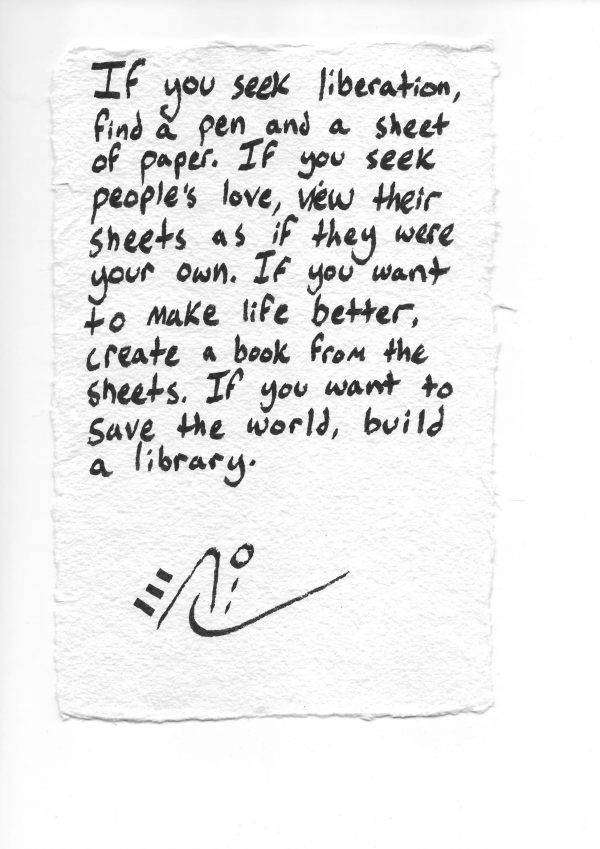 If you seek liberation,
find a pen and a sheet
of paper. If you seek
people's love, view their
sheets as if they were
your own. If you want
to make life better,
create a book from the
sheets. If you want to
save the world, build
a library.